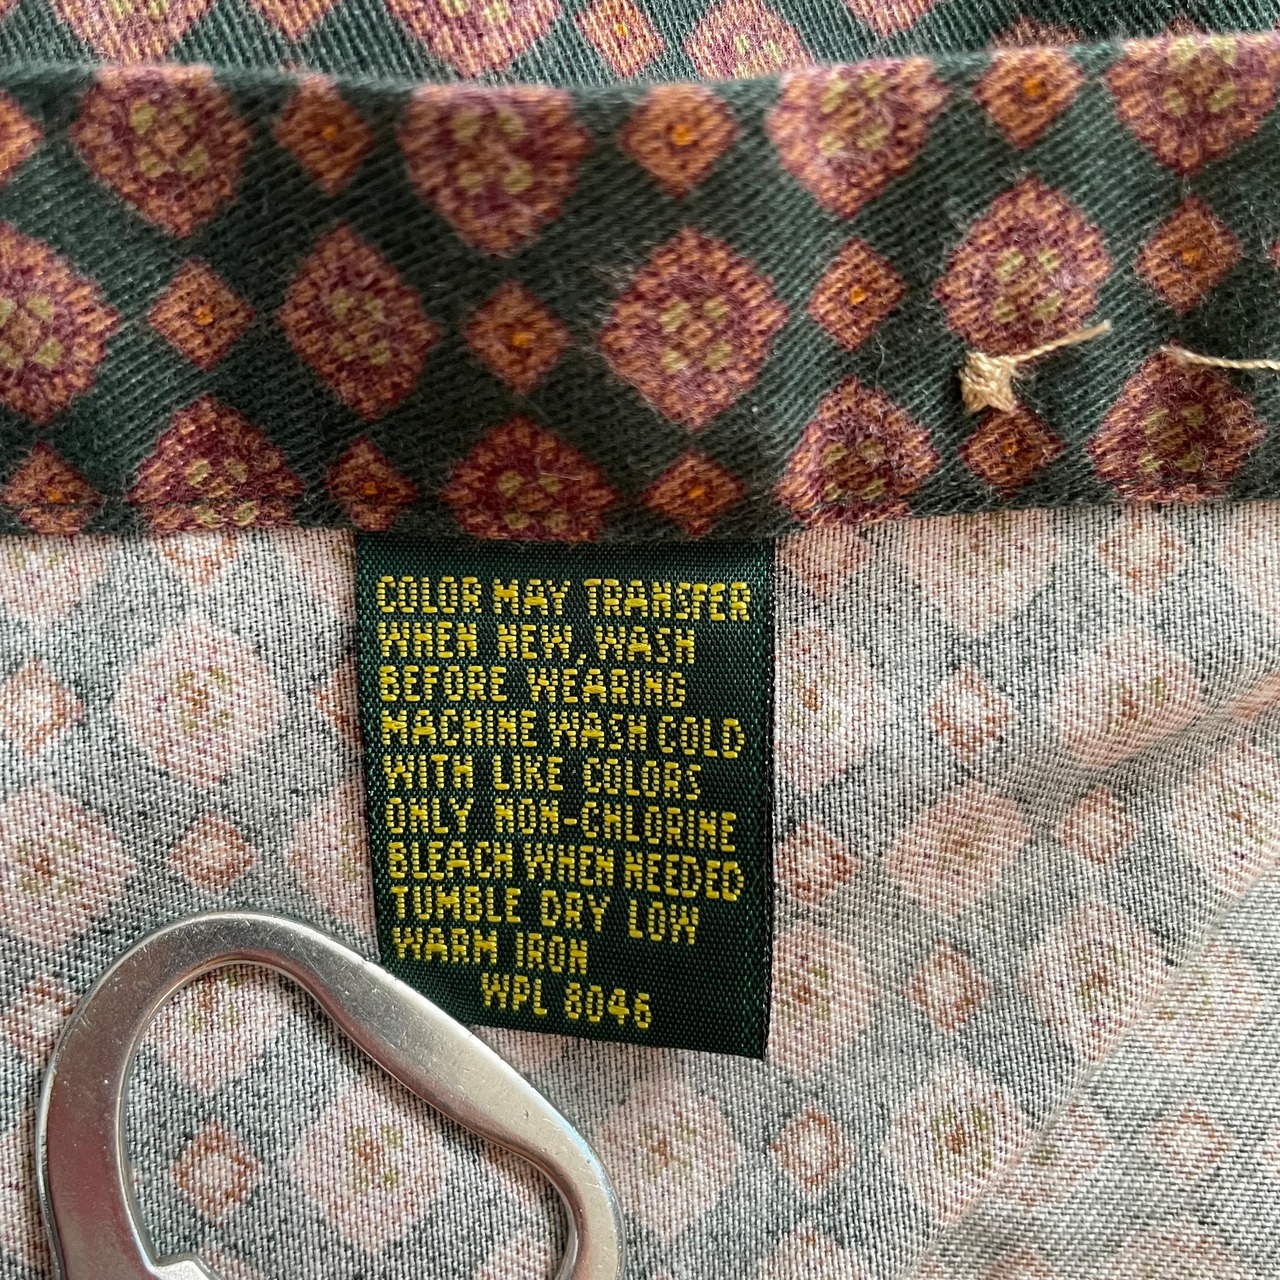 COLOR MAY TRANSFER
WHEN NEW, WASH
BEFORE WEARING
MACHINE WASH COLD
WITH LIKE COLORS
ONLY NON-CHLORINE
BLEACH WHEN NEEDED
TUMBLE DRY LOW
WARM IRON
WPL 8046